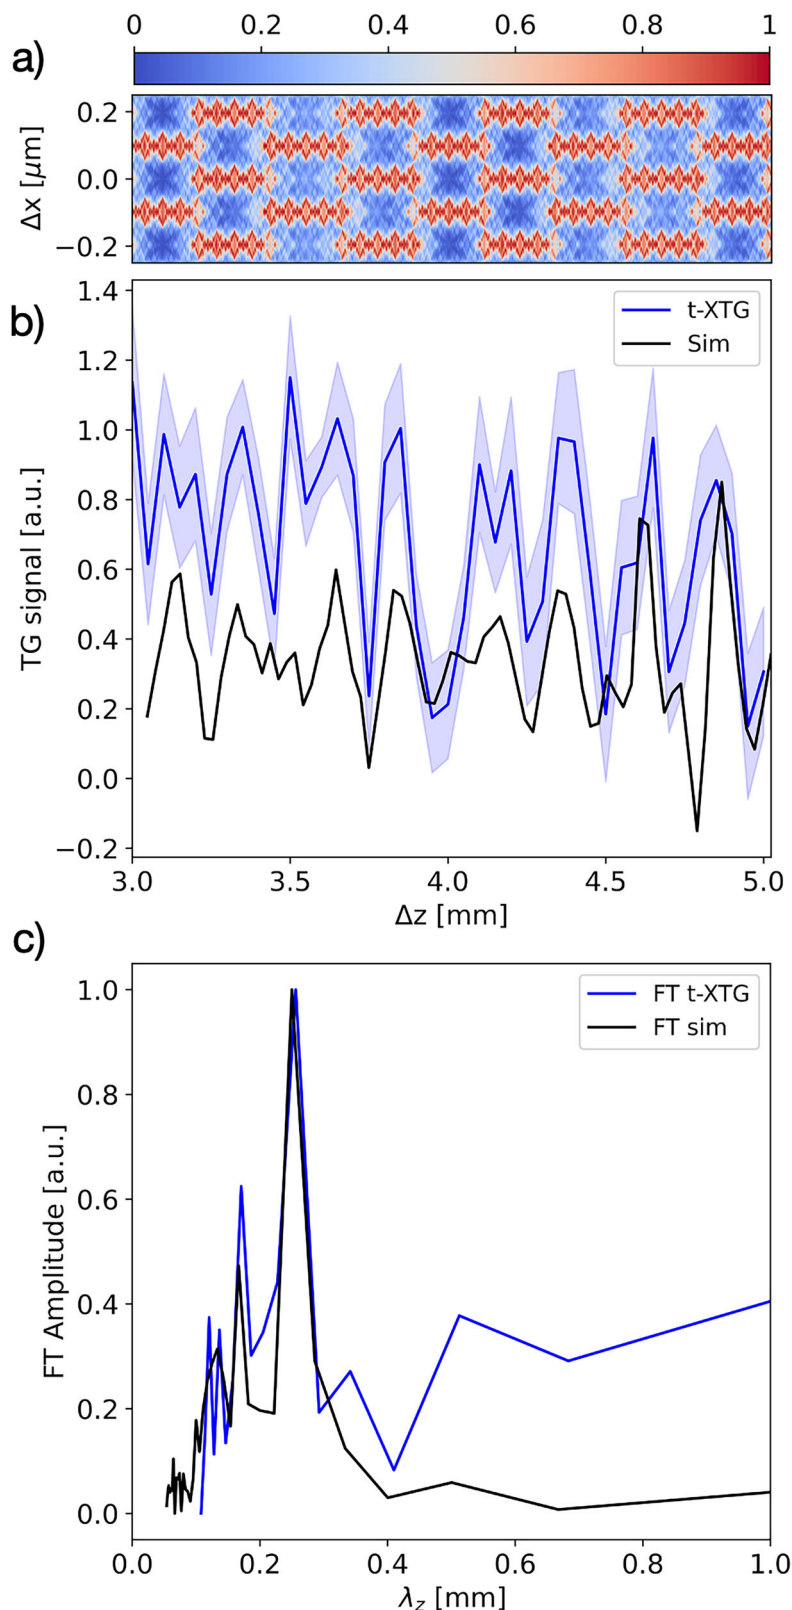 a)
0 0.2 0.4 0.6 0.8 1
0.2
0.0
−0.2
Δx [μm]
b)
1.4
1.2
1.0
0.8
0.6
0.4
0.2
0.0
−0.2
TG signal [a.u.]
t-XTG
Sim
3.0 3.5 4.0 4.5 5.0
Δz [mm]
c)
1.0
0.8
0.6
0.4
0.2
0.0
FT Amplitude [a.u.]
FT t-XTG
FT sim
0.0 0.2 0.4 0.6 0.8 1.0
λz [mm]